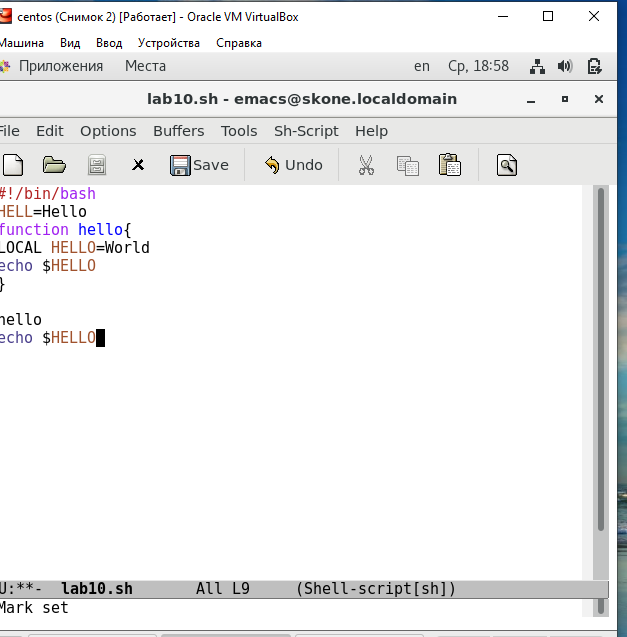 centos (Снимок 2) [Работает] - Oracle VM VirtualBox
Машина Вид Ввод Устройства Справка
Приложения Места en Ср, 18:58
lab10.sh - emacs@skone.localdomain
File Edit Options Buffers Tools Sh-Script Help
Save Undo
#!/bin/bash
HELL=Hello
function hello{
LOCAL HELLO=World
echo $HELLO
}
hello
echo $HELLO
U:**- lab10.sh All L9 (Shell-script[sh])
Mark set